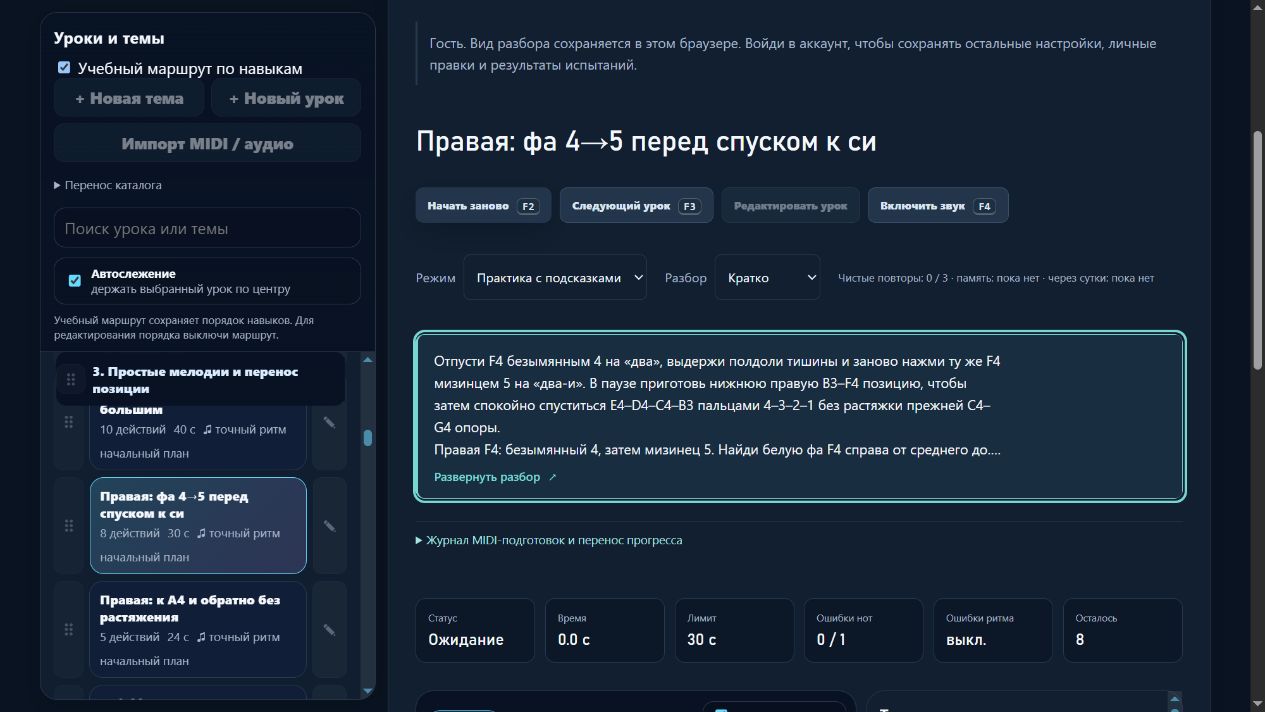 Уроки и темы
Учебный маршрут по навыкам
+ Новая тема
+ Новый урок
Импорт MIDI / аудио
Перенос каталога
Поиск урока или темы
Автослежение
держать выбранный урок по центру
Учебный маршрут сохраняет порядок навыков. Для
редактирования порядка выключи маршрут.
3. Простые мелодии и перенос
позиции
большим
10 действий 40 с ♫ точный ритм
начальный план
Правая: фа 4→5 перед
спуском к си
8 действий 30 с ♫ точный ритм
начальный план
Правая: к A4 и обратно без
растяжения
5 действий 24 с ♫ точный ритм
начальный план
Гость. Вид разбора сохраняется в этом браузере. Войди в аккаунт, чтобы сохранять остальные настройки, личные
правки и результаты испытаний.
Правая: фа 4→5 перед спуском к си
Начать заново F2
Следующий урок F3
Редактировать урок
Включить звук F4
Режим Практика с подсказками
Разбор Кратко
Чистые повторы: 0 / 3 · память: пока нет · через сутки: пока нет
Отпусти F4 безымянным 4 на «два», выдержи полдоли тишины и заново нажми ту же F4
мизинцем 5 на «два-и». В паузе приготовь нижнюю правую B3–F4 позицию, чтобы
затем спокойно спуститься E4–D4–C4–B3 пальцами 4–3–2–1 без растяжки прежней C4–
G4 опоры.
Правая F4: безымянный 4, затем мизинец 5. Найди белую фа F4 справа от среднего до....
Развернуть разбор ↗
Журнал MIDI-подготовок и перенос прогресса
Статус
Ожидание
Время
0.0 с
Лимит
30 с
Ошибки нот
0 / 1
Ошибки ритма
выкл.
Осталось
8